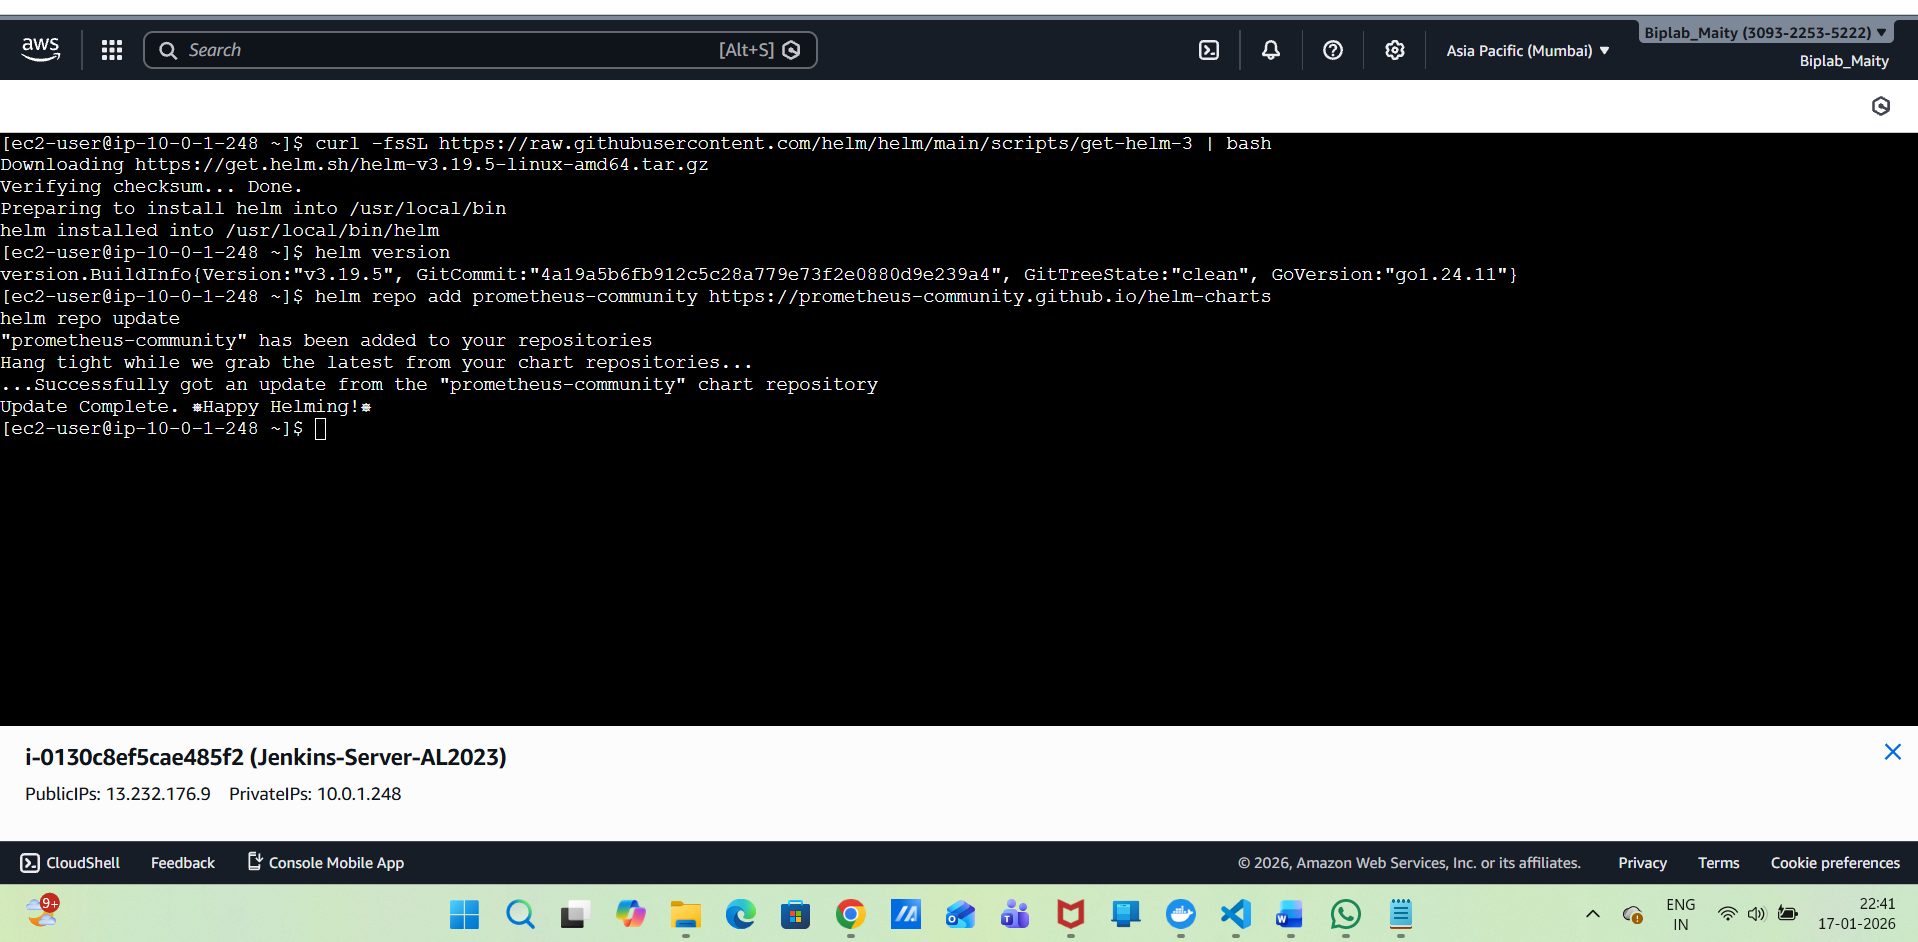 aws
Search [Alt+S]
Asia Pacific (Mumbai) ▼
Biplab_Maity (3093-2253-5222) ▼
Biplab_Maity
[ec2-user@ip-10-0-1-248 ~]$ curl -fsSL https://raw.githubusercontent.com/helm/helm/main/scripts/get-helm-3 | bash
Downloading https://get.helm.sh/helm-v3.19.5-linux-amd64.tar.gz
Verifying checksum... Done.
Preparing to install helm into /usr/local/bin
helm installed into /usr/local/bin/helm
[ec2-user@ip-10-0-1-248 ~]$ helm version
version.BuildInfo{Version:"v3.19.5", GitCommit:"4a19a5b6fb912c5c28a779e73f2e0880d9e239a4", GitTreeState:"clean", GoVersion:"go1.24.11"}
[ec2-user@ip-10-0-1-248 ~]$ helm repo add prometheus-community https://prometheus-community.github.io/helm-charts
helm repo update
"prometheus-community" has been added to your repositories
Hang tight while we grab the latest from your chart repositories...
...Successfully got an update from the "prometheus-community" chart repository
Update Complete. ⎈Happy Helming!⎈
[ec2-user@ip-10-0-1-248 ~]$
i-0130c8ef5cae485f2 (Jenkins-Server-AL2023)
PublicIPs: 13.232.176.9 PrivateIPs: 10.0.1.248
CloudShell Feedback Console Mobile App
© 2026, Amazon Web Services, Inc. or its affiliates. Privacy Terms Cookie preferences
9+
ENG
IN
22:41
17-01-2026